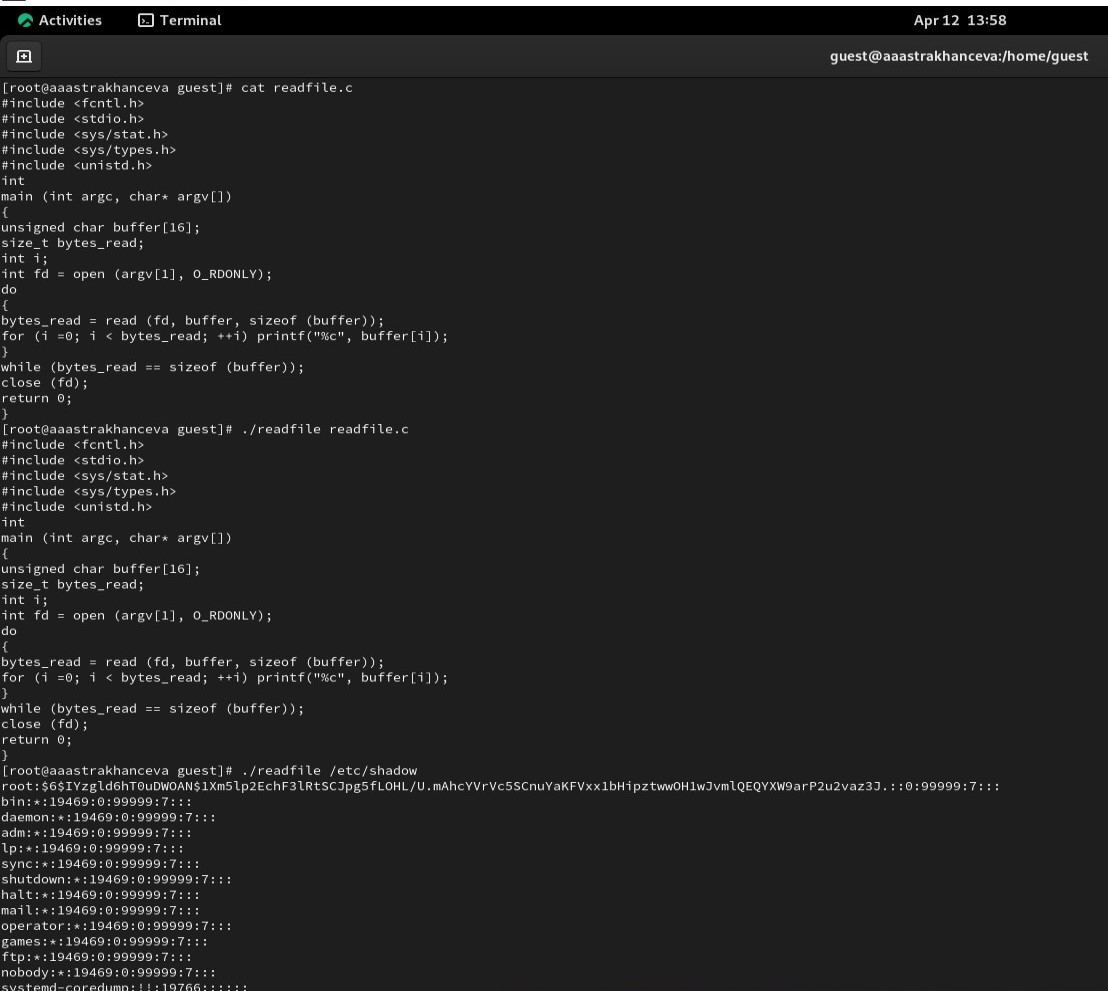 Activities Terminal Apr 12 13:58
guest@aaastrakhanceva:/home/guest
[root@aaastrakhanceva guest]# cat readfile.c
#include <fcntl.h>
#include <stdio.h>
#include <sys/stat.h>
#include <sys/types.h>
#include <unistd.h>
int
main (int argc, char* argv[])
{
unsigned char buffer[16];
size_t bytes_read;
int i;
int fd = open (argv[1], O_RDONLY);
do
{
bytes_read = read (fd, buffer, sizeof (buffer));
for (i =0; i < bytes_read; ++i) printf("%c", buffer[i]);
}
while (bytes_read == sizeof (buffer));
close (fd);
return 0;
}
[root@aaastrakhanceva guest]# ./readfile readfile.c
#include <fcntl.h>
#include <stdio.h>
#include <sys/stat.h>
#include <sys/types.h>
#include <unistd.h>
int
main (int argc, char* argv[])
{
unsigned char buffer[16];
size_t bytes_read;
int i;
int fd = open (argv[1], O_RDONLY);
do
{
bytes_read = read (fd, buffer, sizeof (buffer));
for (i =0; i < bytes_read; ++i) printf("%c", buffer[i]);
}
while (bytes_read == sizeof (buffer));
close (fd);
return 0;
}
[root@aaastrakhanceva guest]# ./readfile /etc/shadow
root:$6$IYzgld6hT0uDWOAN$1Xm5lp2EchF3lRtSCJpg5fLOHL/U.mAhcYVrVc5SCnuYaKFVxx1bHipztwwOH1wJvmlQEQYXW9arP2u2vaz3J.::0:99999:7:::
bin:*:19469:0:99999:7:::
daemon:*:19469:0:99999:7:::
adm:*:19469:0:99999:7:::
lp:*:19469:0:99999:7:::
sync:*:19469:0:99999:7:::
shutdown:*:19469:0:99999:7:::
halt:*:19469:0:99999:7:::
mail:*:19469:0:99999:7:::
operator:*:19469:0:99999:7:::
games:*:19469:0:99999:7:::
ftp:*:19469:0:99999:7:::
nobody:*:19469:0:99999:7:::
systemd-coredump:!!:19766::::::